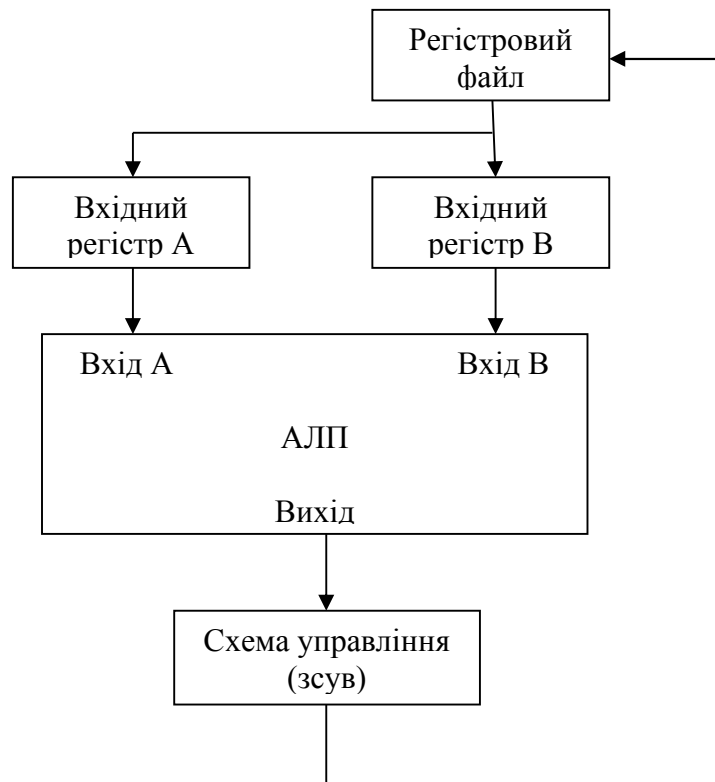 Регістровий
файл
Вхідний
регістр А
Вхідний
регістр В
Вхід А
Вхід В
АЛП
Вихід
Схема управління
(зсув)